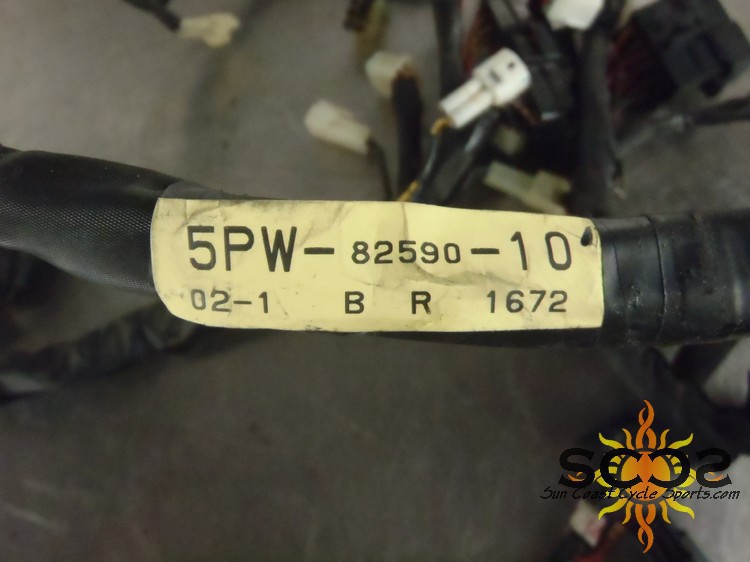 5PW-82590-10
02-1 B R 1672
SCCS
Sun Coast Cycle Sports.com